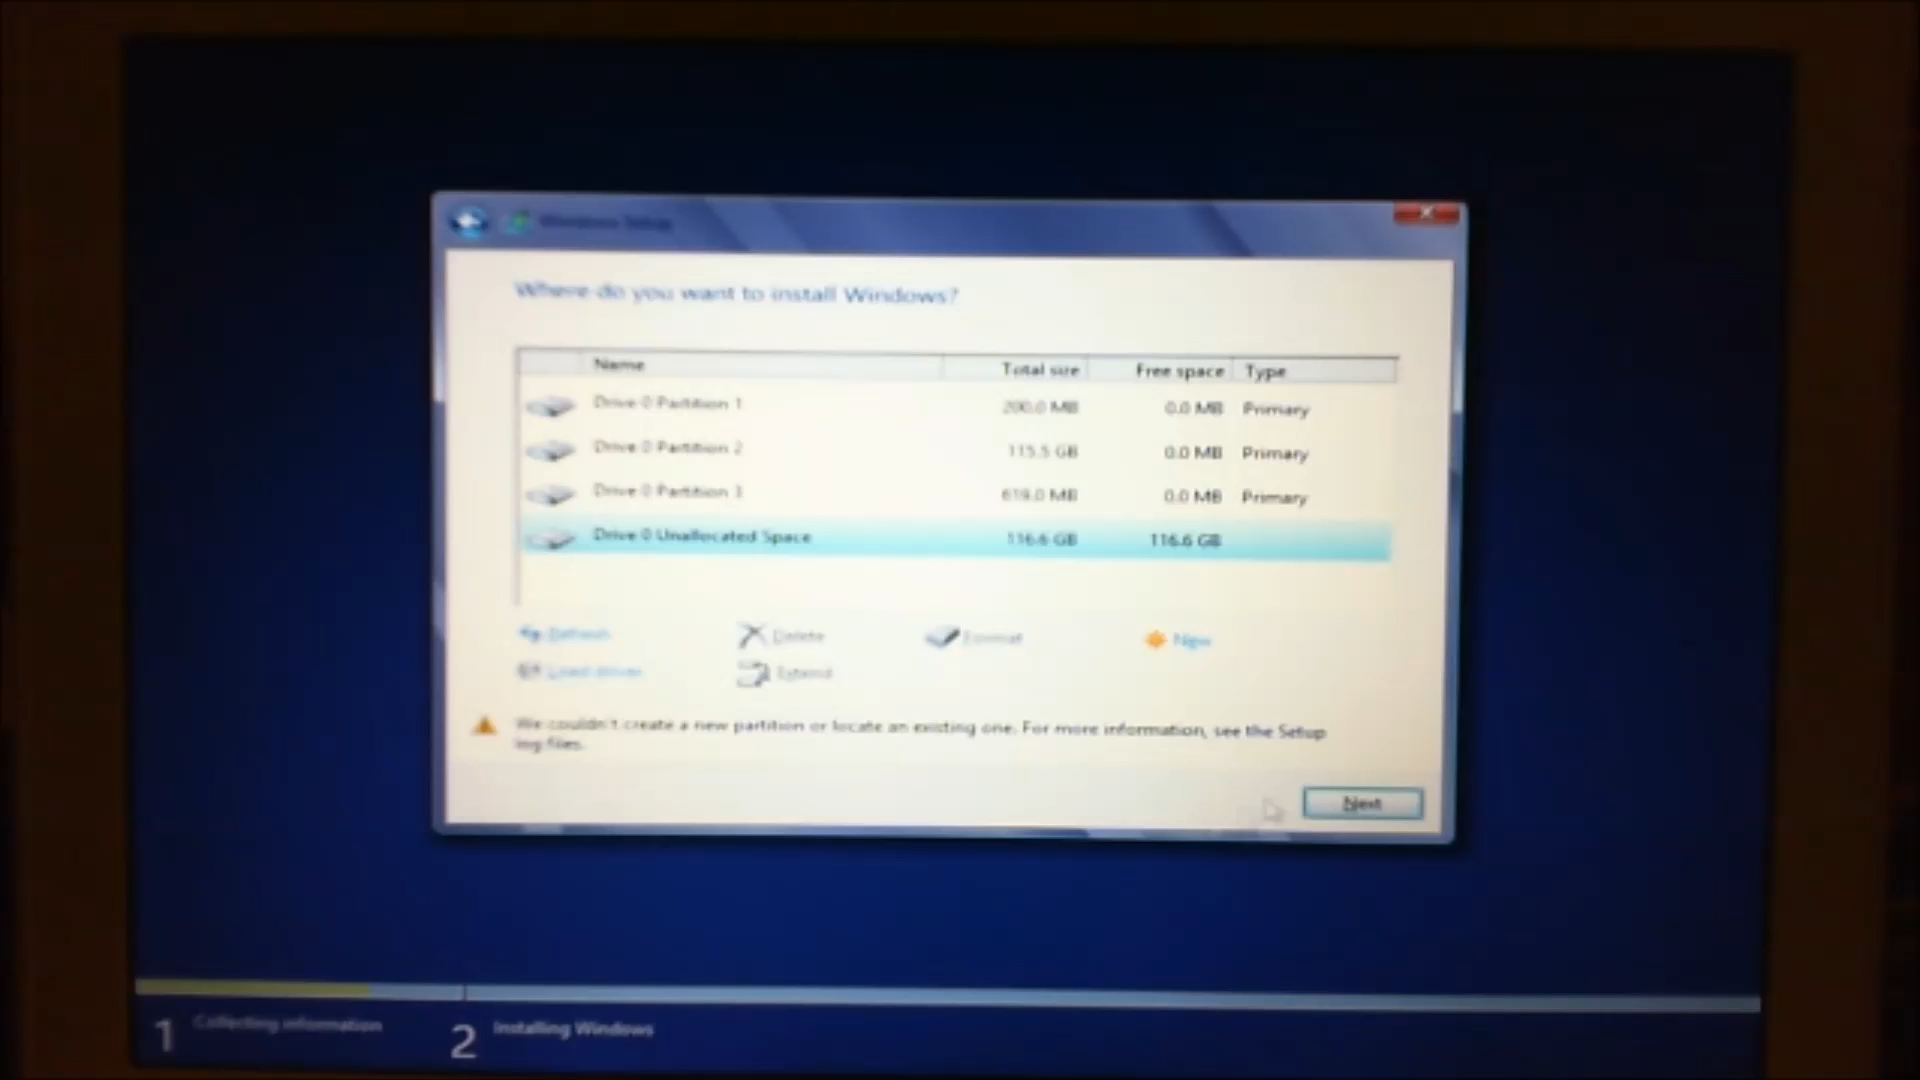 Windows Setup
Where do you want to install Windows?
Name Total size Free space Type
Drive 0 Partition 1 200.0 MB 0.0 MB Primary
Drive 0 Partition 2 115.5 GB 0.0 MB Primary
Drive 0 Partition 3 619.0 MB 0.0 MB Primary
Drive 0 Unallocated Space 116.6 GB 116.6 GB
Refresh Delete Format New
Load driver Extend
We couldn't create a new partition or locate an existing one. For more information, see the Setup
log files.
Next
1 Collecting information 2 Installing Windows